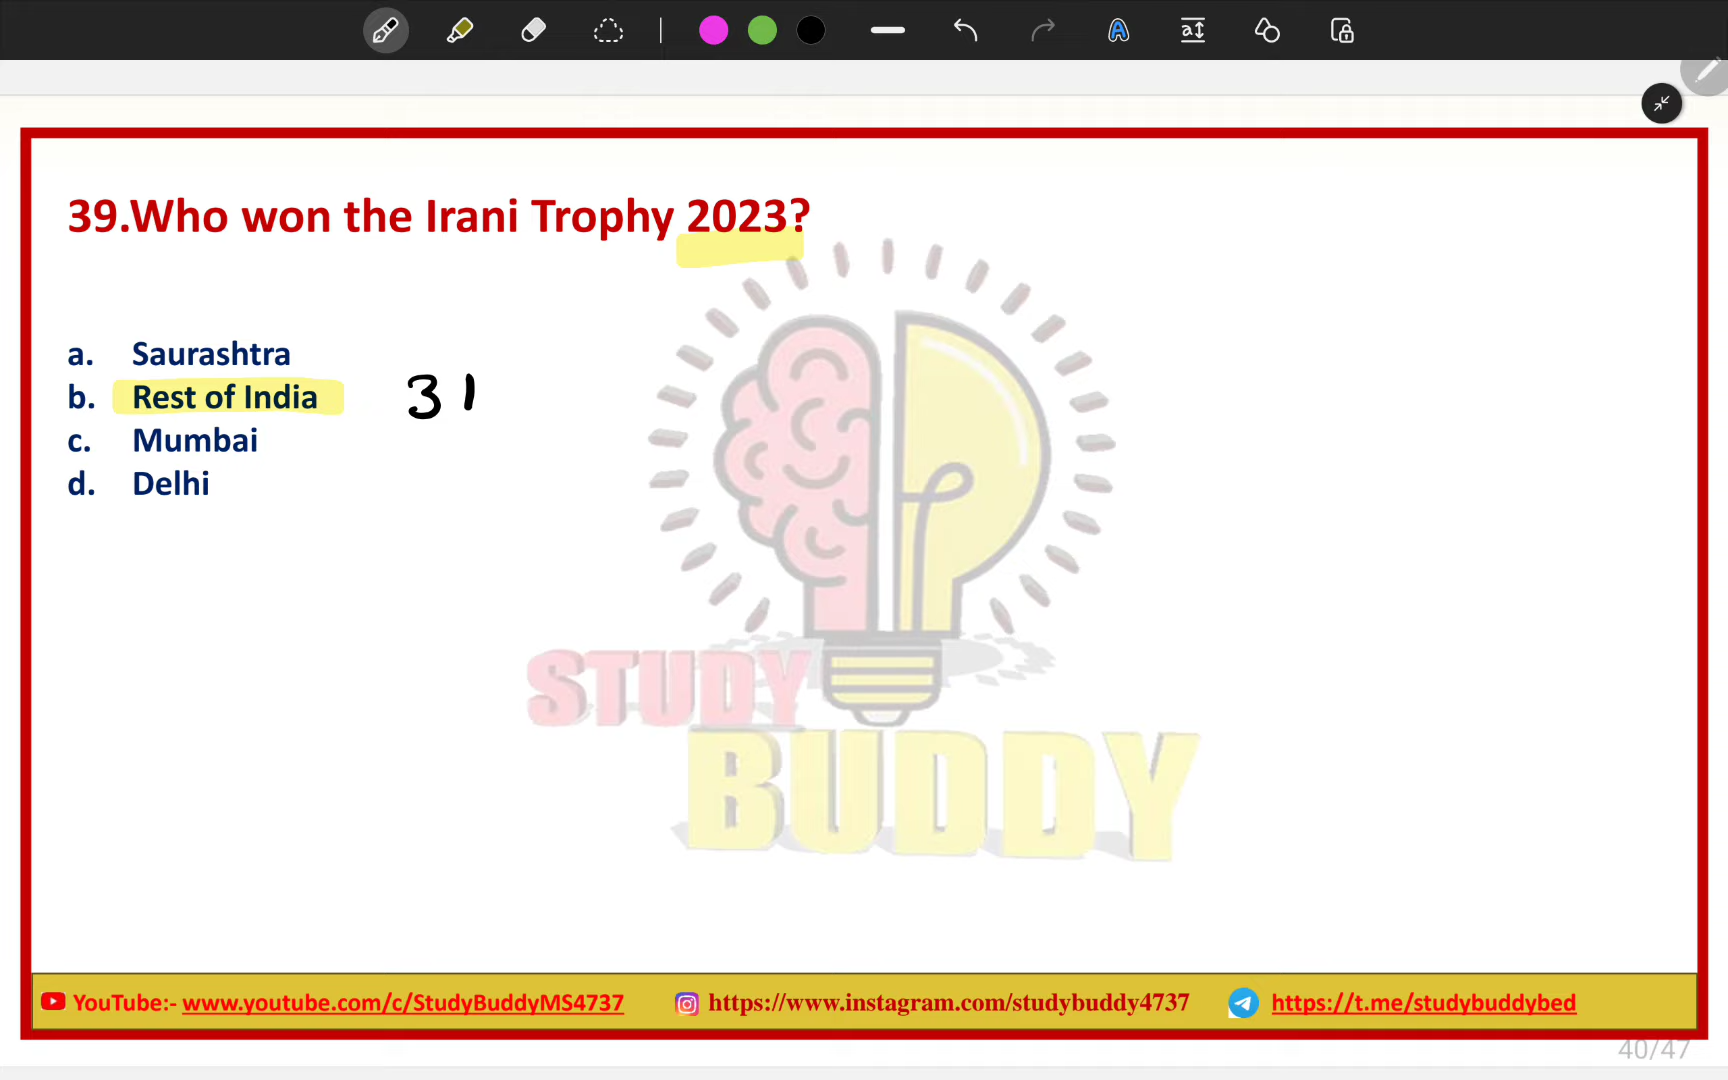 39.Who won the Irani Trophy 2023?
a. Saurashtra
b. Rest of India 31
c. Mumbai
d. Delhi
STUDY
BUDDY
YouTube:- www.youtube.com/c/StudyBuddyMS4737 https://www.instagram.com/studybuddy4737 https://t.me/studybuddybed
40/47